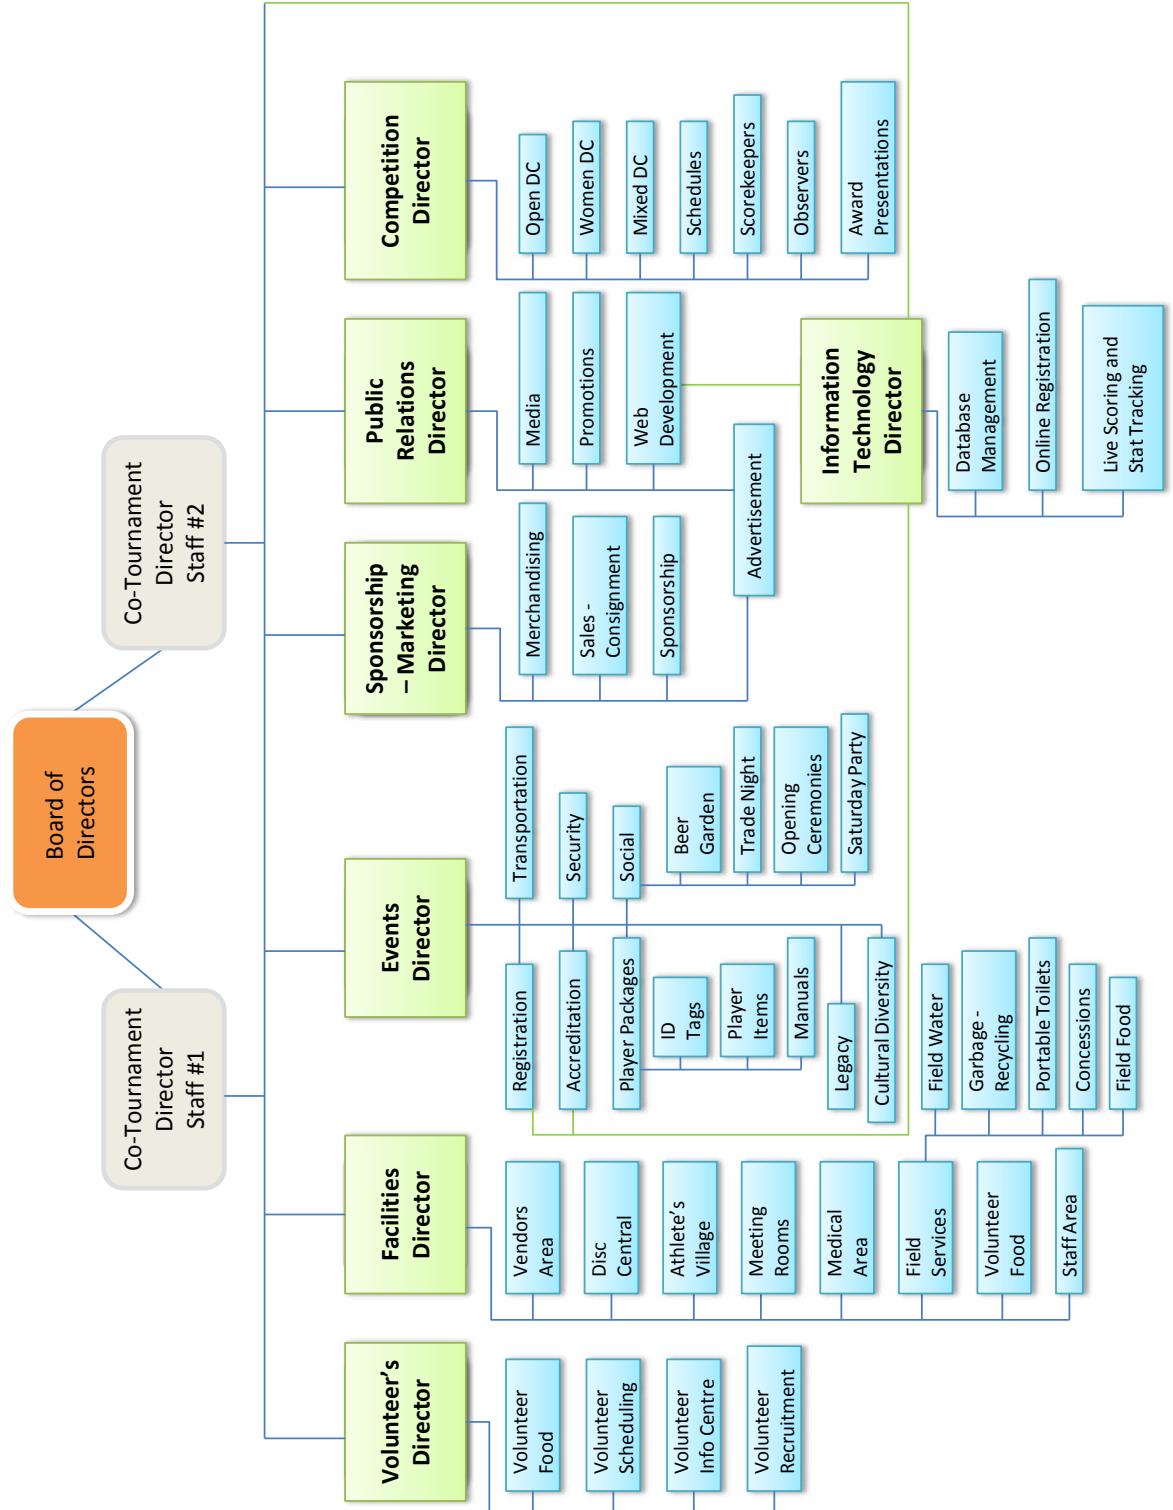 Board of
Directors
Co-Tournament
Director
Staff #1
Co-Tournament
Director
Staff #2
Volunteer's
Director
Volunteer
Food
Volunteer
Scheduling
Volunteer
Info Centre
Volunteer
Recruitment
Facilities
Director
Vendors
Area
Disc
Central
Athlete's
Village
Meeting
Rooms
Medical
Area
Field
Services
Field Water
Garbage -
Recycling
Portable Toilets
Concessions
Field Food
Volunteer
Food
Staff Area
Events
Director
Registration
Transportation
Accreditation
Security
Player Packages
ID
Tags
Player
Items
Manuals
Social
Beer
Garden
Trade Night
Opening
Ceremonies
Saturday Party
Legacy
Cultural Diversity
Sponsorship
– Marketing
Director
Merchandising
Sales -
Consignment
Sponsorship
Advertisement
Public
Relations
Director
Media
Promotions
Web
Development
Competition
Director
Open DC
Women DC
Mixed DC
Schedules
Scorekeepers
Observers
Award
Presentations
Information
Technology
Director
Database
Management
Online Registration
Live Scoring and
Stat Tracking